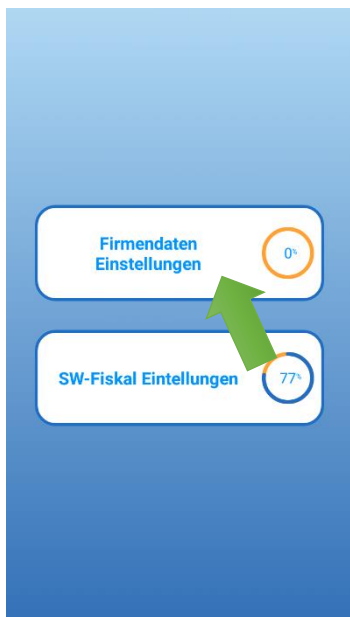 Firmendaten
Einstellungen
0%
SW-Fiskal Eintellungen
77%